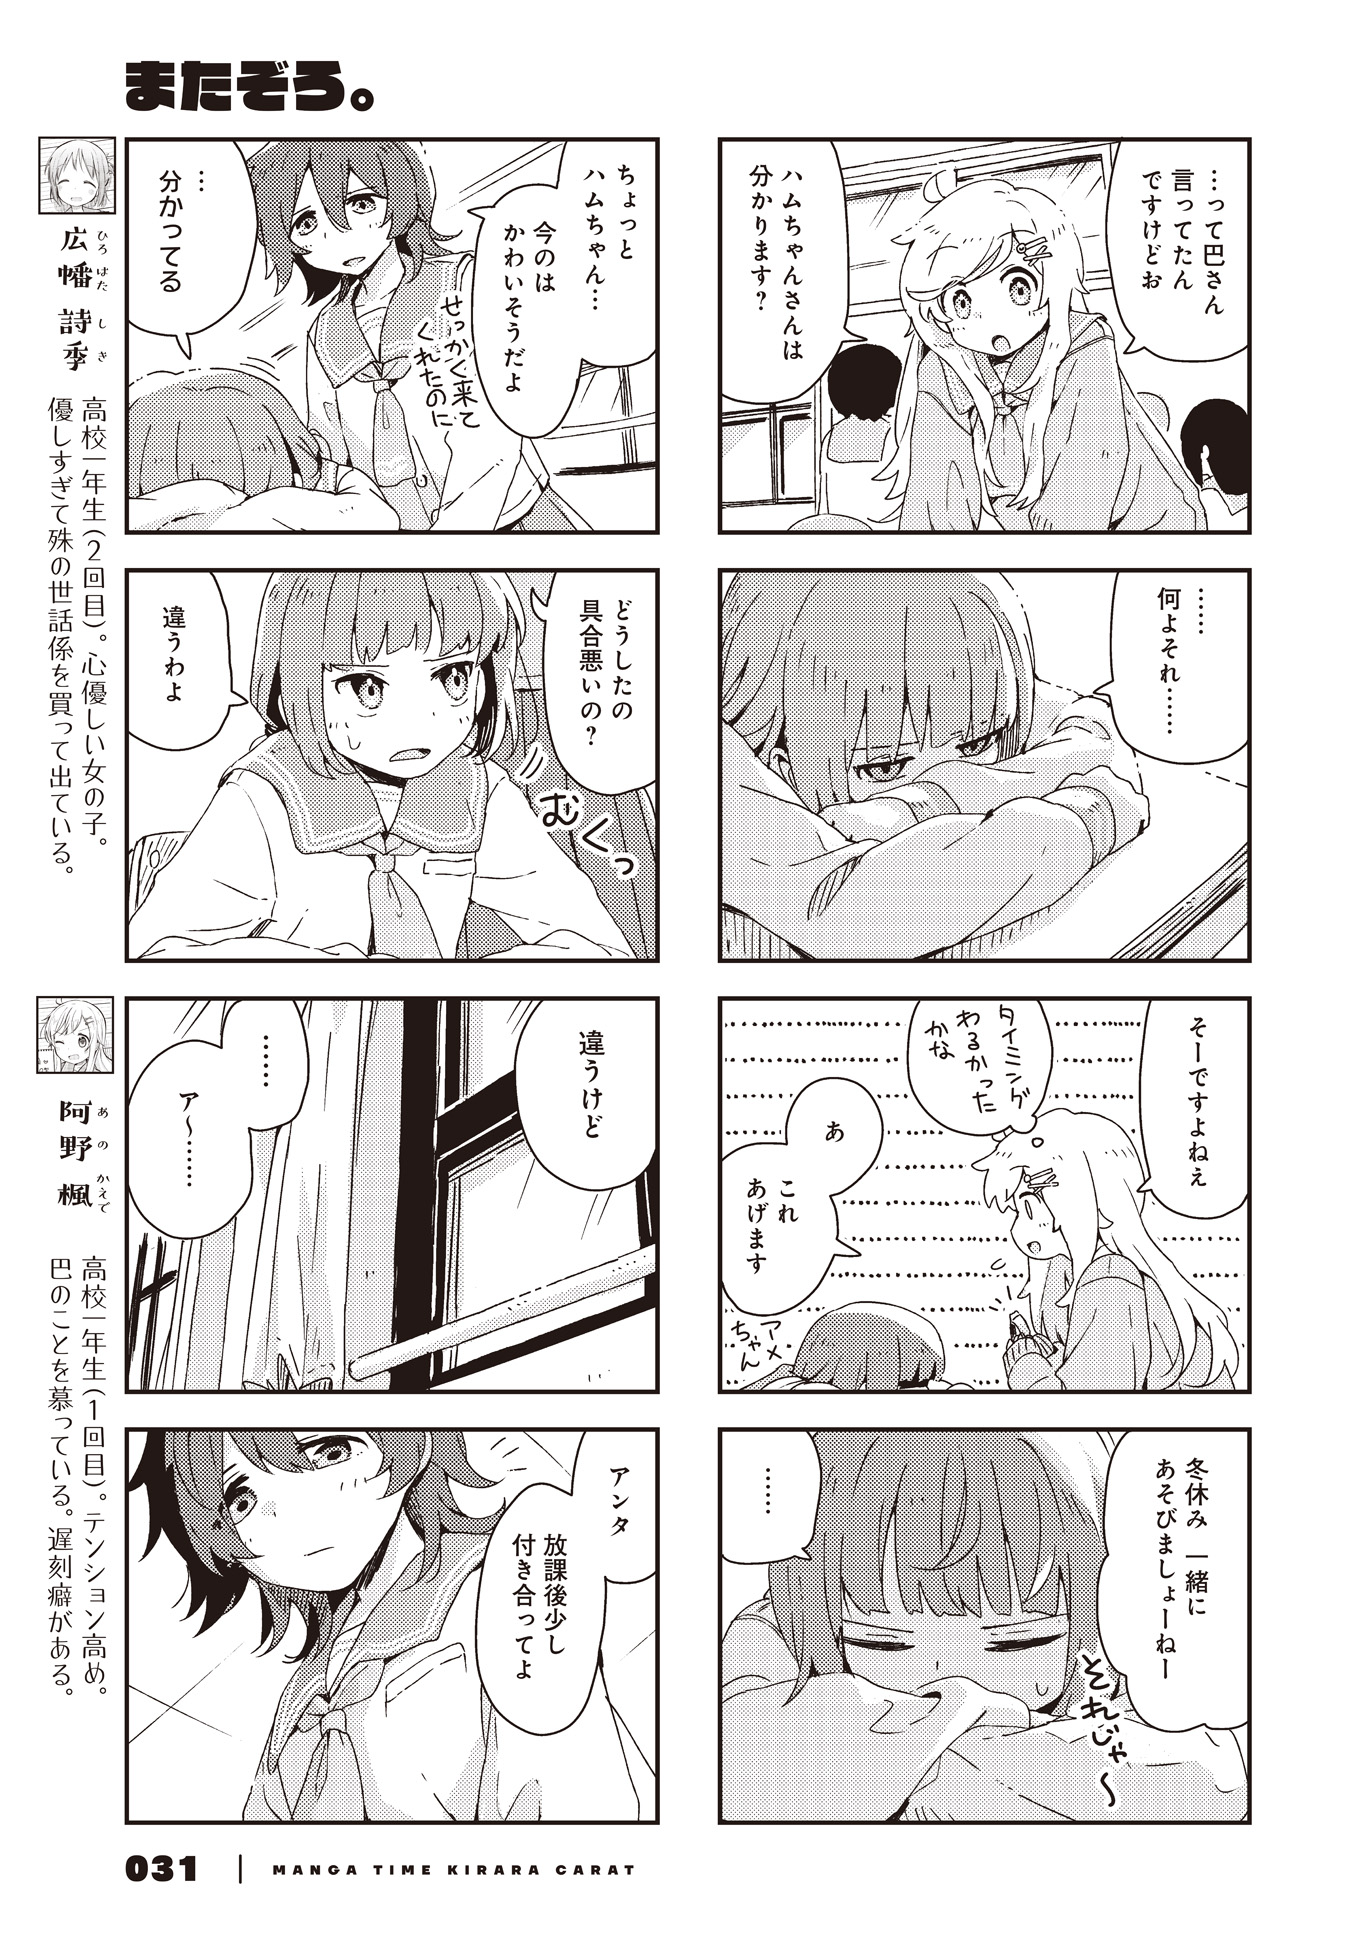 またぞろ。
…って巴さん
言ってたん
ですけどお
ハムちゃんさんは
分かります？
……
何よそれ……
そーですよねぇ
タイミング
わるかった
かな
あ
これ
あげます
アメ
ちゃん
冬休み 一緒に
あそびましょーねー
それじゃ〜
……
ちょっと
ハムちゃん…
今のは
かわいそうだよ
せっかく来て
くれたのに
…
分かってる
どうしたの
具合悪いの？
むくっ
違うわよ
違うけど
……
ア〜……
アンタ
放課後少し
付き合ってよ
広幡詩季
ひろはたしき
高校一年生（2回目）。心優しい女の子。
優しすぎて殊の世話係を買って出ている。
阿野楓
あのかえで
高校一年生（1回目）。テンション高め。
巴のことを慕っている。遅刻癖がある。
031
MANGA TIME KIRARA CARAT